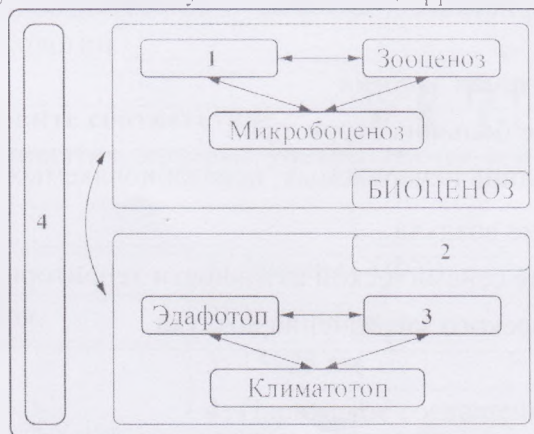 1
Зооценоз
Микробоценоз
БИОЦЕНОЗ
4
2
Эдафотоп
3
Климатотоп